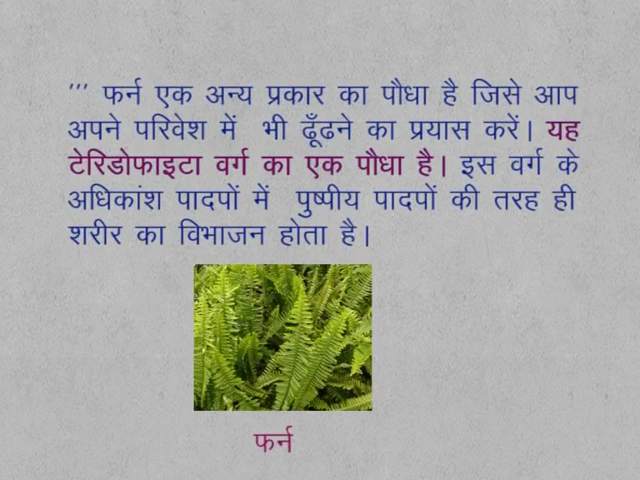 ''' फर्न एक अन्य प्रकार का पौधा है जिसे आप
अपने परिवेश में भी ढूँढने का प्रयास करें। यह
टेरिडोफाइटा वर्ग का एक पौधा है। इस वर्ग के
अधिकांश पादपों में पुष्पीय पादपों की तरह ही
शरीर का विभाजन होता है।
फर्न